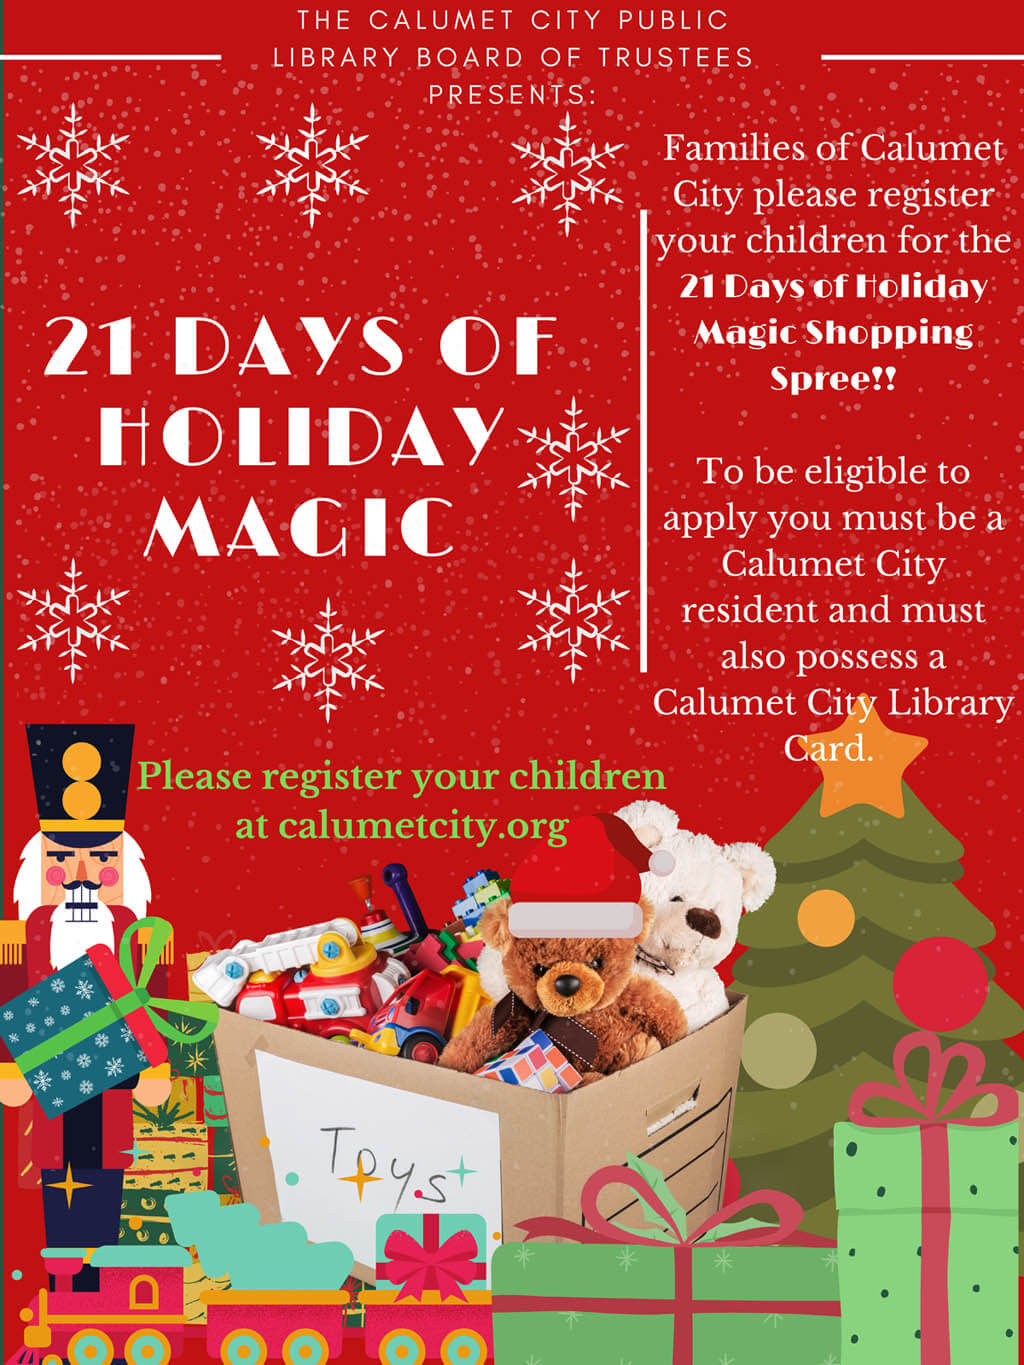 THE CALUMET CITY PUBLIC
LIBRARY BOARD OF TRUSTEES
PRESENTS:
21 DAYS OF
HOLIDAY
MAGIC
Families of Calumet
City please register
your children for the
21 Days of Holiday
Magic Shopping
Spree!!
To be eligible to
apply you must be a
Calumet City
resident and must
also possess a
Calumet City Library
Card.
Please register your children
at calumetcity.org
Toys